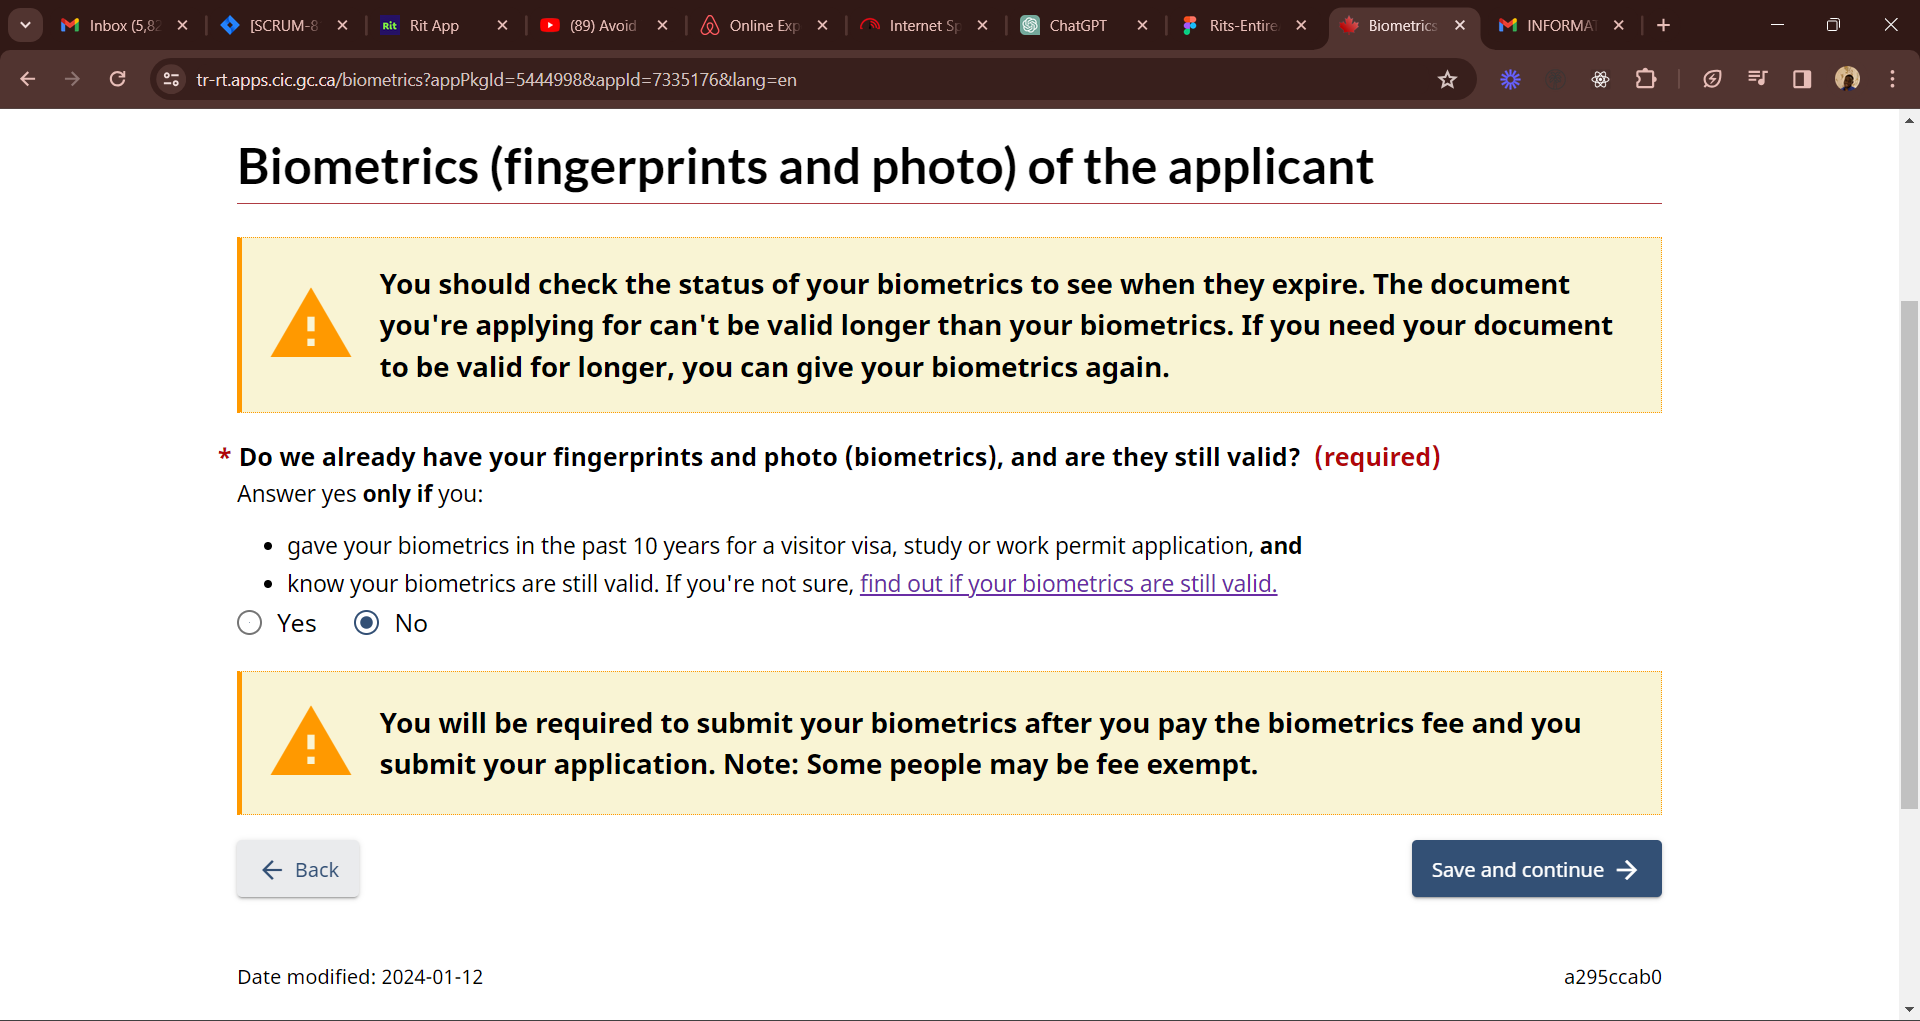 Inbox (5,82
[SCRUM-8
Rit Rit App
(89) Avoid
Online Exp
Internet Sp
ChatGPT
Rits-Entire
Biometrics
INFORMAT
tr-rt.apps.cic.gc.ca/biometrics?appPkgId=5444998&appId=7335176&lang=en
Biometrics (fingerprints and photo) of the applicant
You should check the status of your biometrics to see when they expire. The document
you're applying for can't be valid longer than your biometrics. If you need your document
to be valid for longer, you can give your biometrics again.
* Do we already have your fingerprints and photo (biometrics), and are they still valid? (required)
Answer yes only if you:
• gave your biometrics in the past 10 years for a visitor visa, study or work permit application, and
• know your biometrics are still valid. If you're not sure, find out if your biometrics are still valid.
Yes No
You will be required to submit your biometrics after you pay the biometrics fee and you
submit your application. Note: Some people may be fee exempt.
Back
Save and continue
Date modified: 2024-01-12
a295ccab0